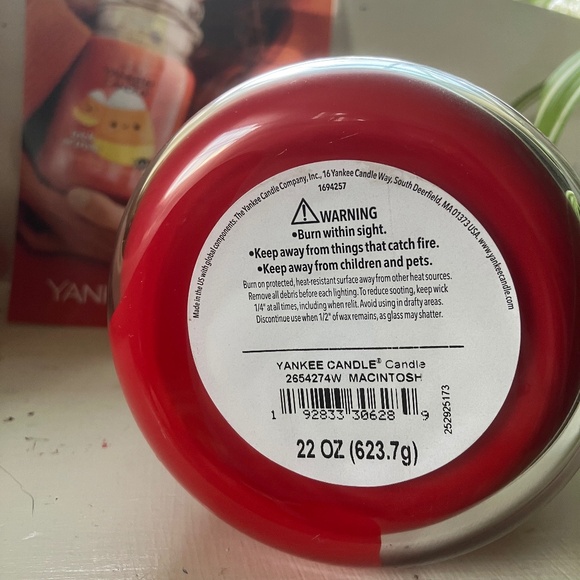 Made in the US with global components. The Yankee Candle Company, Inc., 16 Yankee Candle Way, South Deerfield, MA 01373 USA. www.yankeecandle.com
1694257
WARNING
•Burn within sight.
•Keep away from things that catch fire.
•Keep away from children and pets.
Burn on protected, heat-resistant surface away from other heat sources.
Remove all debris before each lighting. To reduce sooting, keep wick
1/4" at all times, including when relit. Avoid using in drafty areas.
Discontinue use when 1/2" of wax remains, as glass may shatter.
YANKEE CANDLE® Candle
2654274W MACINTOSH
1 92833 30628 9
252925173
22 OZ (623.7g)
YAN